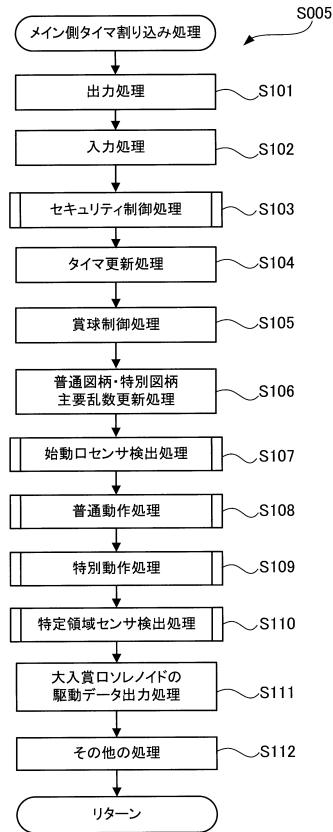 S005
メイン側タイマ割り込み処理
出力処理
S101
入力処理
S102
セキュリティ制御処理
S103
タイマ更新処理
S104
賞球制御処理
S105
普通図柄・特別図柄
主要乱数更新処理
S106
始動口センサ検出処理
S107
普通動作処理
S108
特別動作処理
S109
特定領域センサ検出処理
S110
大入賞口ソレノイドの
駆動データ出力処理
S111
その他の処理
S112
リターン